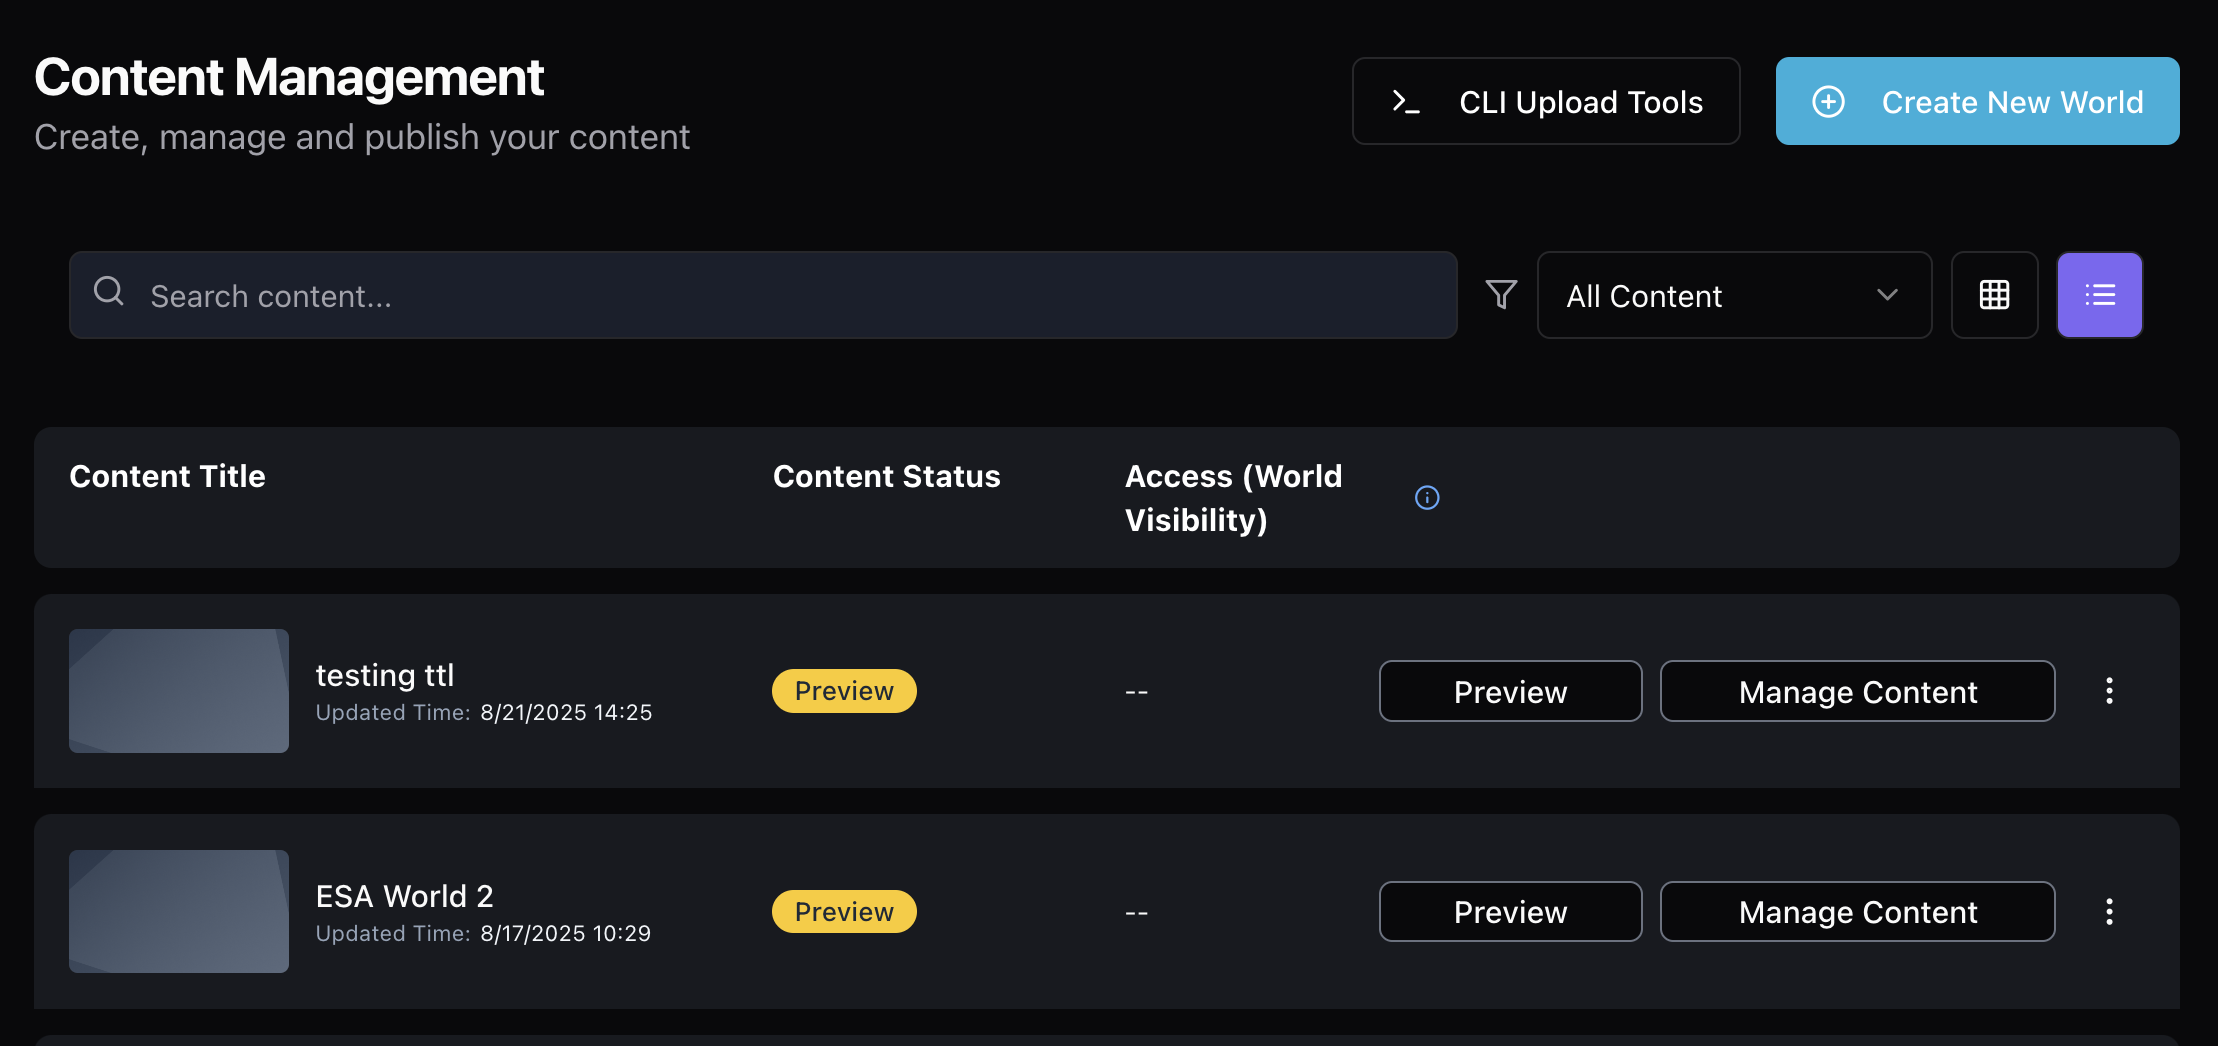 Content Management
Create, manage and publish your content
CLI Upload Tools
Create New World
Search content...
All Content
Content Title
Content Status
Access (World
Visibility)
testing ttl
Updated Time: 8/21/2025 14:25
Preview
--
Preview
Manage Content
ESA World 2
Updated Time: 8/17/2025 10:29
Preview
--
Preview
Manage Content